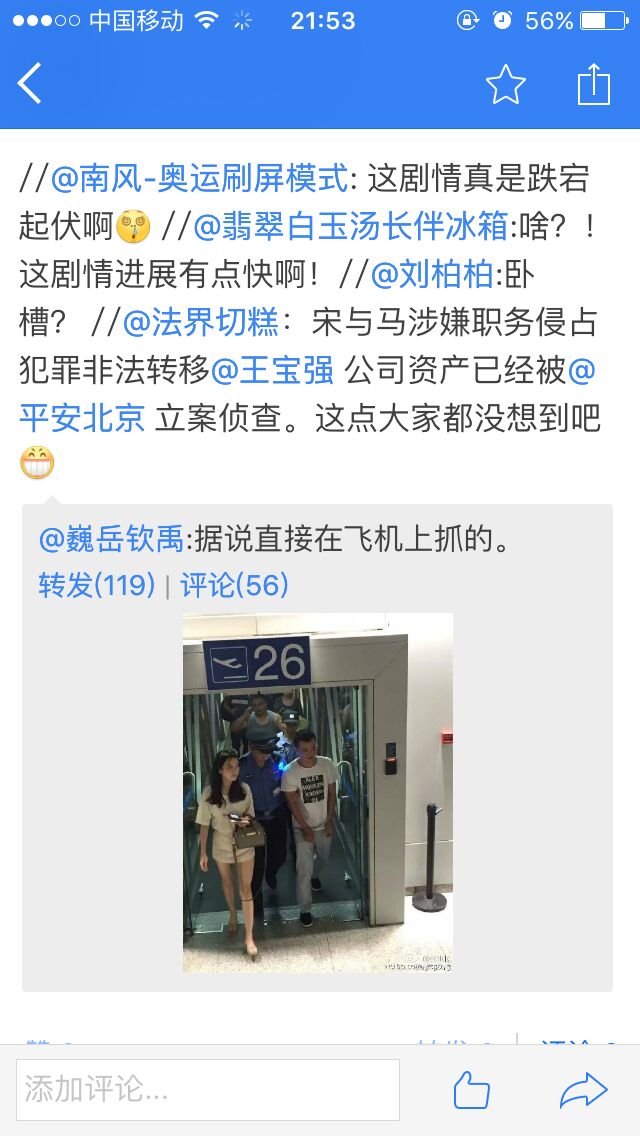 中国移动 21:53 56%
//@南风-奥运刷屏模式: 这剧情真是跌宕
起伏啊 //@翡翠白玉汤长伴冰箱:啥?!
这剧情进展有点快啊! //@刘柏柏:卧
槽? //@法界切糕: 宋与马涉嫌职务侵占
犯罪非法转移@王宝强 公司资产已经被@
平安北京 立案侦查。这点大家都没想到吧
@巍岳钦禹:据说直接在飞机上抓的。
转发(119) | 评论(56)
26
添加评论...